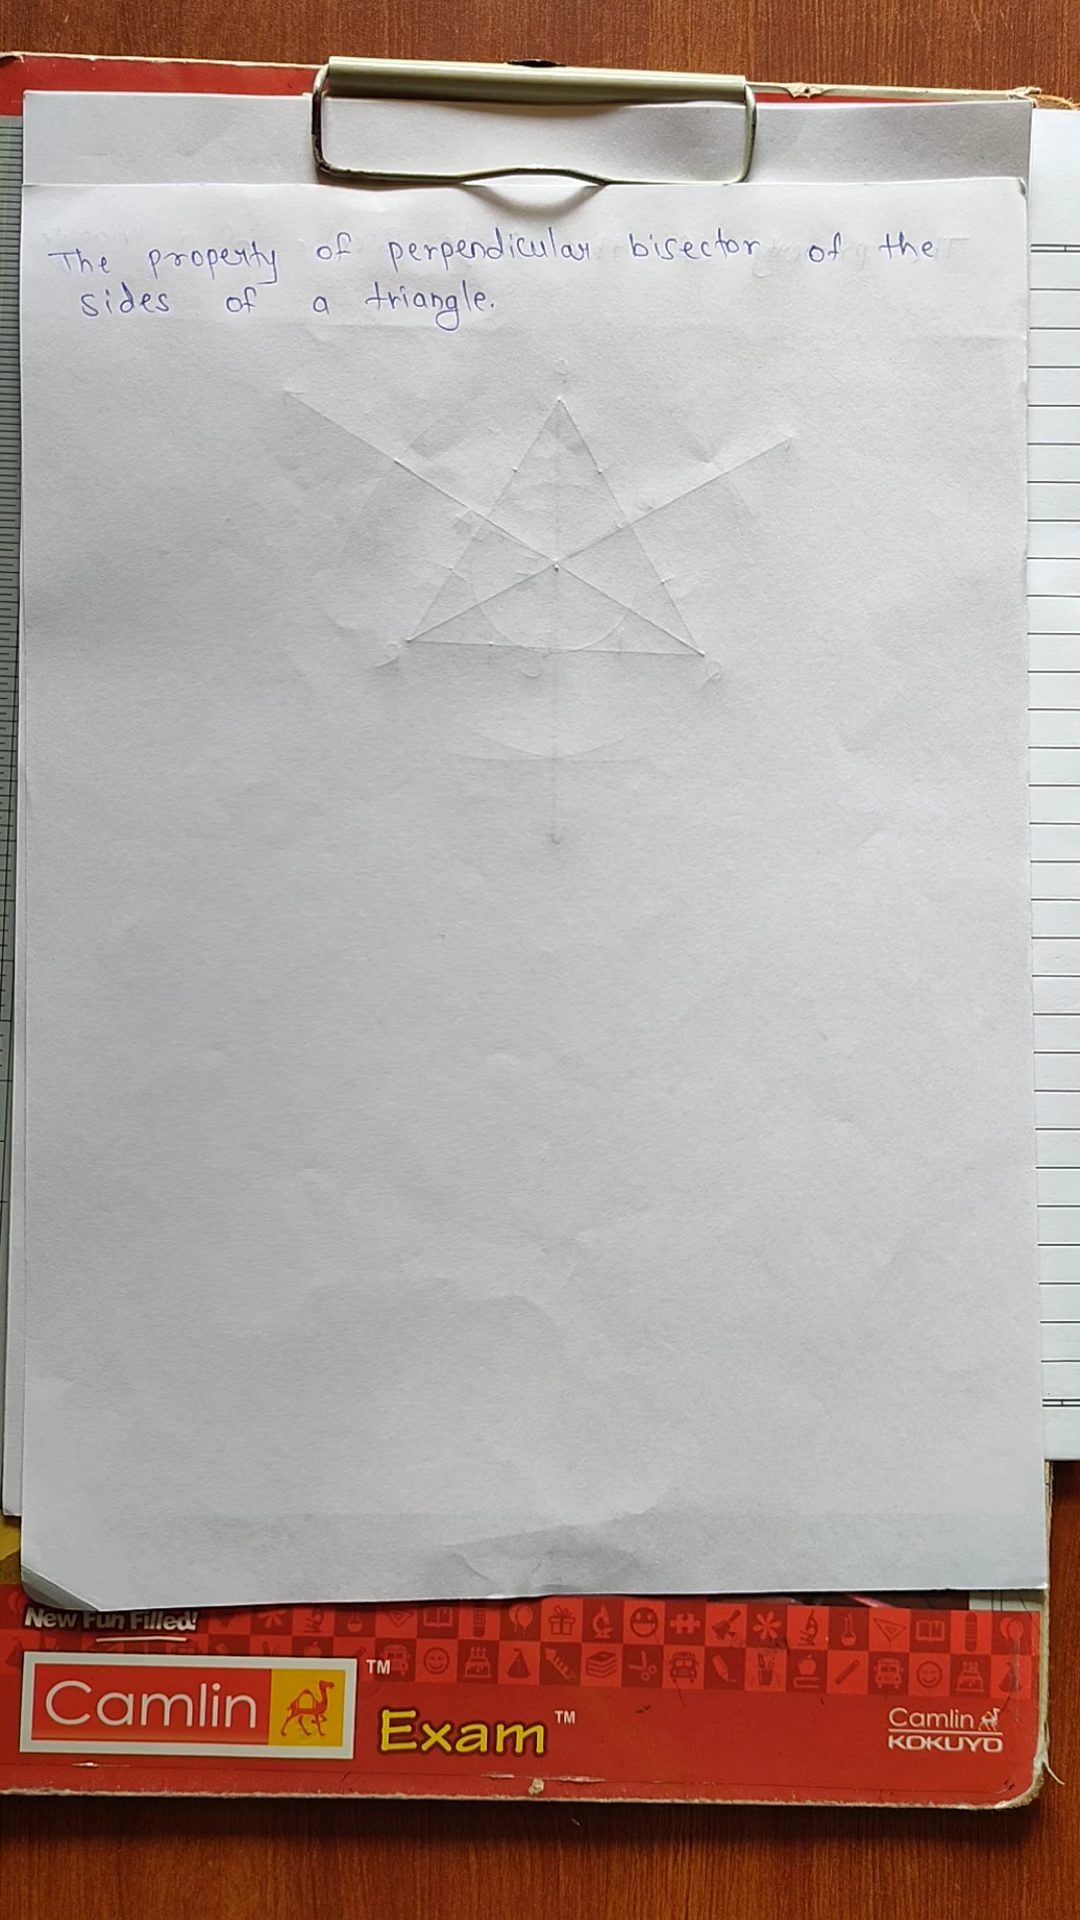 The property of perpendicular bisector of the
sides of a triangle.
New Fun Filled!
Camlin TM
Exam TM
Camlin
KOKUYO